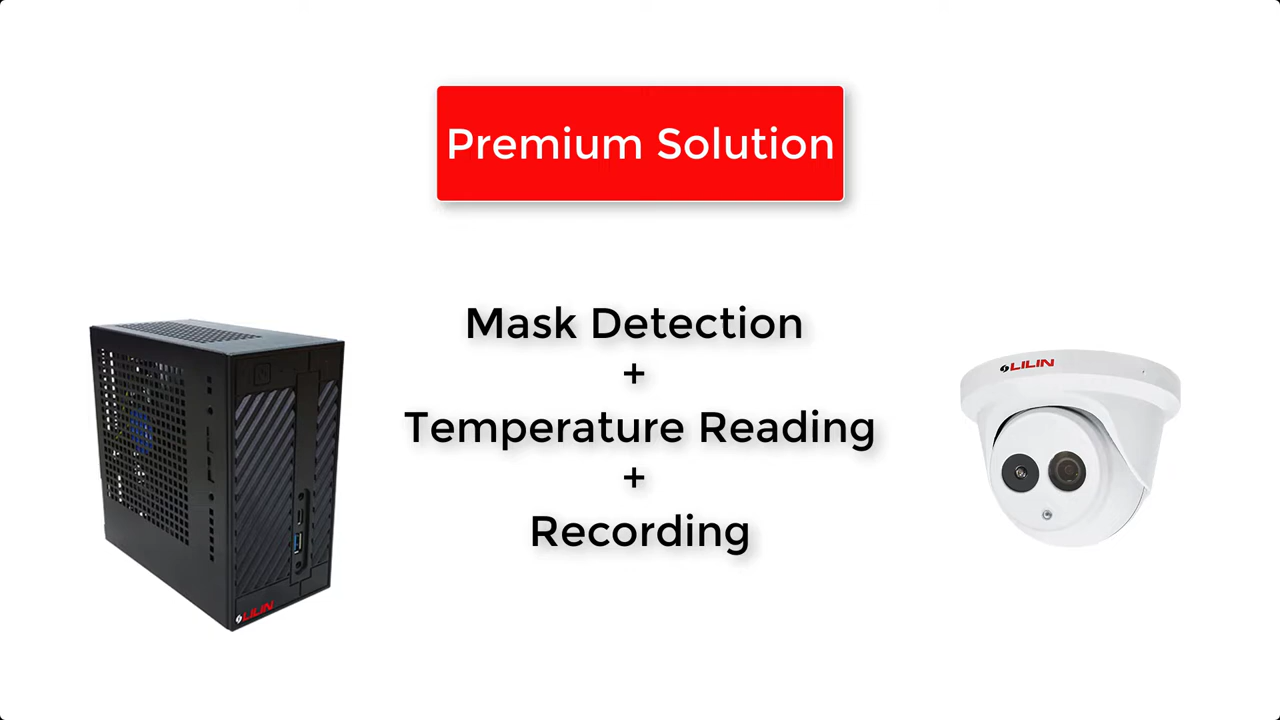 Premium Solution
Mask Detection
+
Temperature Reading
+
Recording
LILIN
LILIN